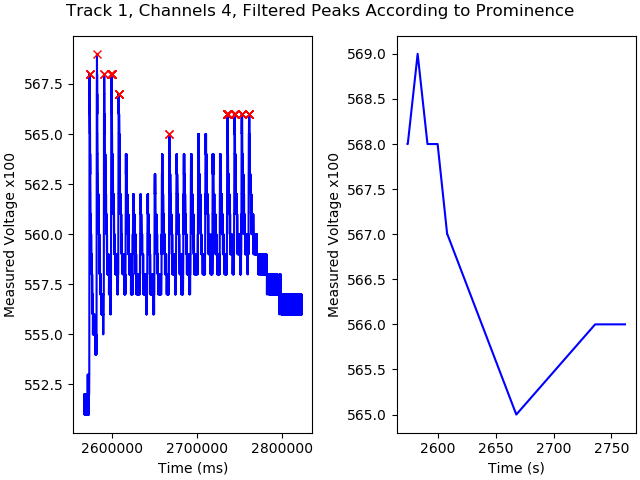 Track 1, Channels 4, Filtered Peaks According to Prominence
Measured Voltage x100
567.5
565.0
562.5
560.0
557.5
555.0
552.5
2600000 2700000 2800000
Time (ms)
Measured Voltage x100
569.0
568.5
568.0
567.5
567.0
566.5
566.0
565.5
565.0
2600 2650 2700 2750
Time (s)